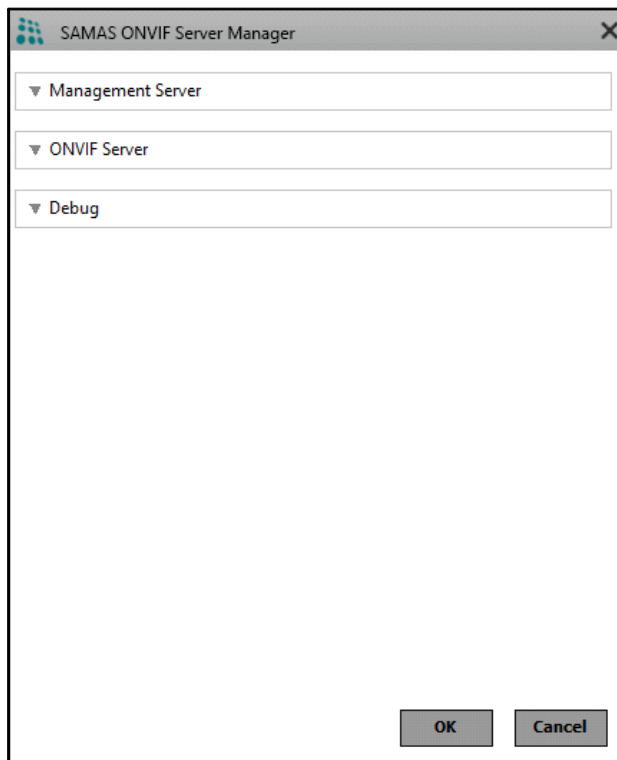 SAMAS ONVIF Server Manager
Management Server
ONVIF Server
Debug
OK Cancel